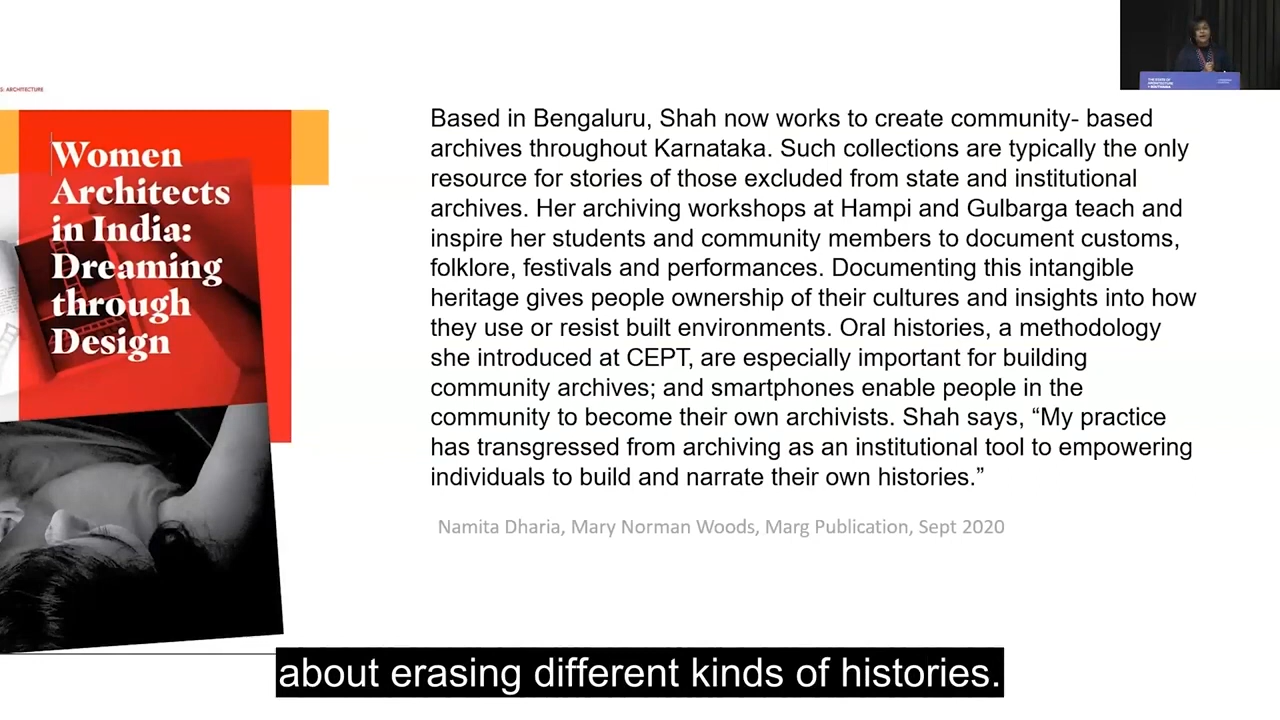 S: ARCHITECTURE
Women
Architects
in India:
Dreaming
through
Design
Based in Bengaluru, Shah now works to create community- based
archives throughout Karnataka. Such collections are typically the only
resource for stories of those excluded from state and institutional
archives. Her archiving workshops at Hampi and Gulbarga teach and
inspire her students and community members to document customs,
folklore, festivals and performances. Documenting this intangible
heritage gives people ownership of their cultures and insights into how
they use or resist built environments. Oral histories, a methodology
she introduced at CEPT, are especially important for building
community archives; and smartphones enable people in the
community to become their own archivists. Shah says, “My practice
has transgressed from archiving as an institutional tool to empowering
individuals to build and narrate their own histories.”
Namita Dharia, Mary Norman Woods, Marg Publication, Sept 2020
THE STATE OF
ARCHITECTURE
about erasing different kinds of histories.